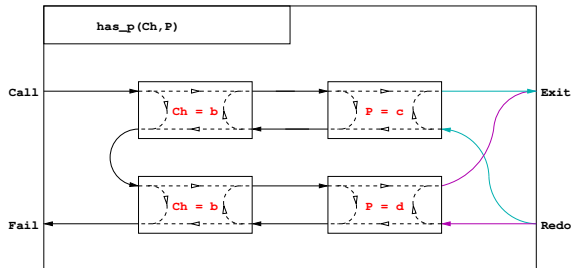 has_p(Ch,P)
Call
Exit
Ch = b
P = c
Ch = b
P = d
Fail
Redo